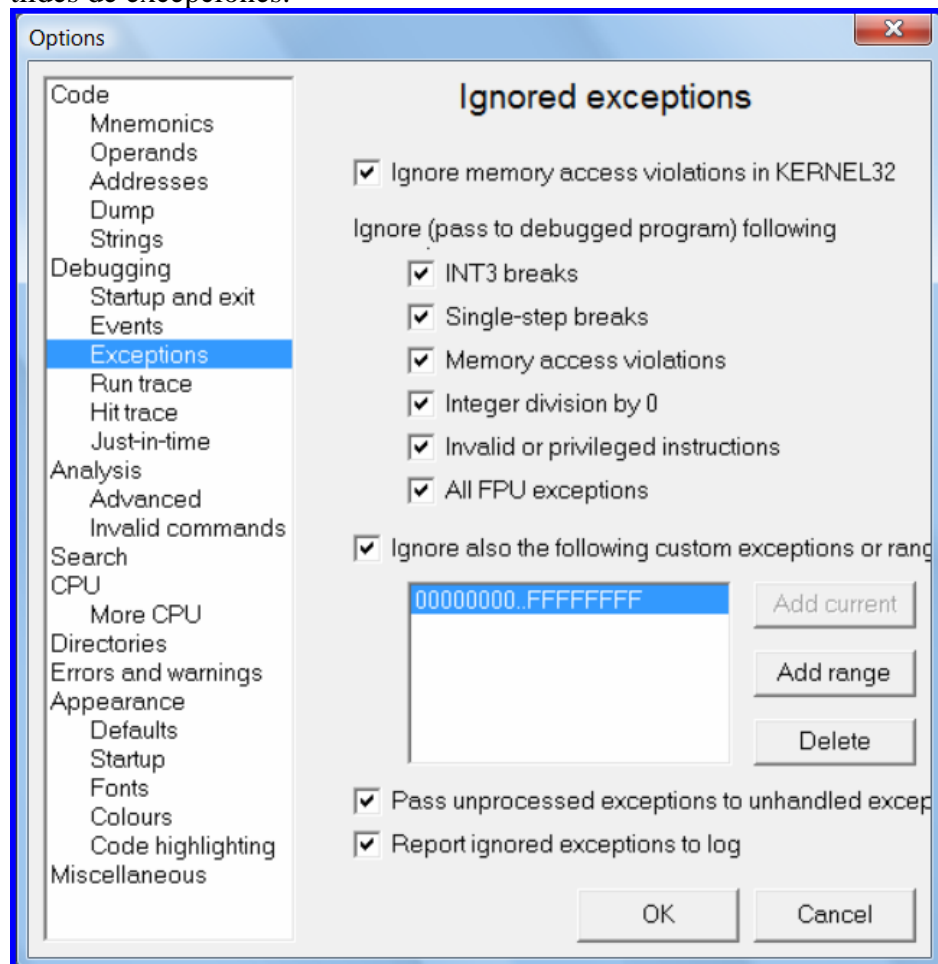 tildes de excepciones.
Options
Code
Mnemonics
Operands
Addresses
Dump
Strings
Debugging
Startup and exit
Events
Exceptions
Run trace
Hit trace
Just-in-time
Analysis
Advanced
Invalid commands
Search
CPU
More CPU
Directories
Errors and warnings
Appearance
Defaults
Startup
Fonts
Colours
Code highlighting
Miscellaneous
Ignored exceptions
Ignore memory access violations in KERNEL32
Ignore (pass to debugged program) following
INT3 breaks
Single-step breaks
Memory access violations
Integer division by 0
Invalid or privileged instructions
All FPU exceptions
Ignore also the following custom exceptions or rang
00000000..FFFFFFFF
Add current
Add range
Delete
Pass unprocessed exceptions to unhandled excep
Report ignored exceptions to log
OK
Cancel